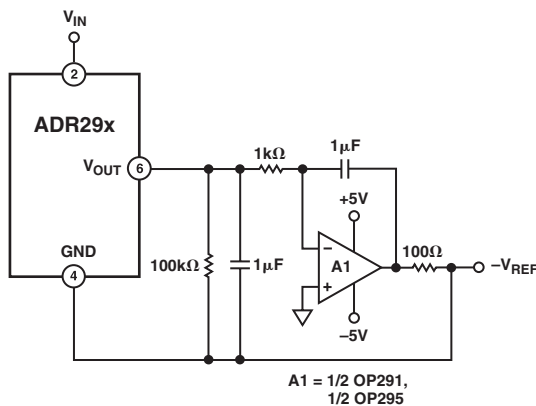 VIN
2
ADR29x
VOUT
6
GND
4
1kΩ
1µF
+5V
100kΩ
1µF
−
A1
+
100Ω
−VREF
−5V
A1 = 1/2 OP291,
1/2 OP295